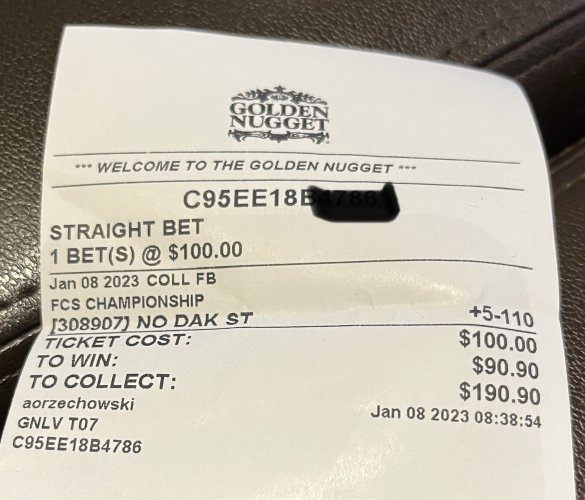 GOLDEN
NUGGET
*** WELCOME TO THE GOLDEN NUGGET ***
C95EE18B4786
STRAIGHT BET
1 BET(S) @ $100.00
Jan 08 2023 COLL FB
FCS CHAMPIONSHIP
[308907] NO DAK ST +5-110
TICKET COST: $100.00
TO WIN: $90.90
TO COLLECT: $190.90
aorzechowski Jan 08 2023 08:38:54
GNLV T07
C95EE18B4786